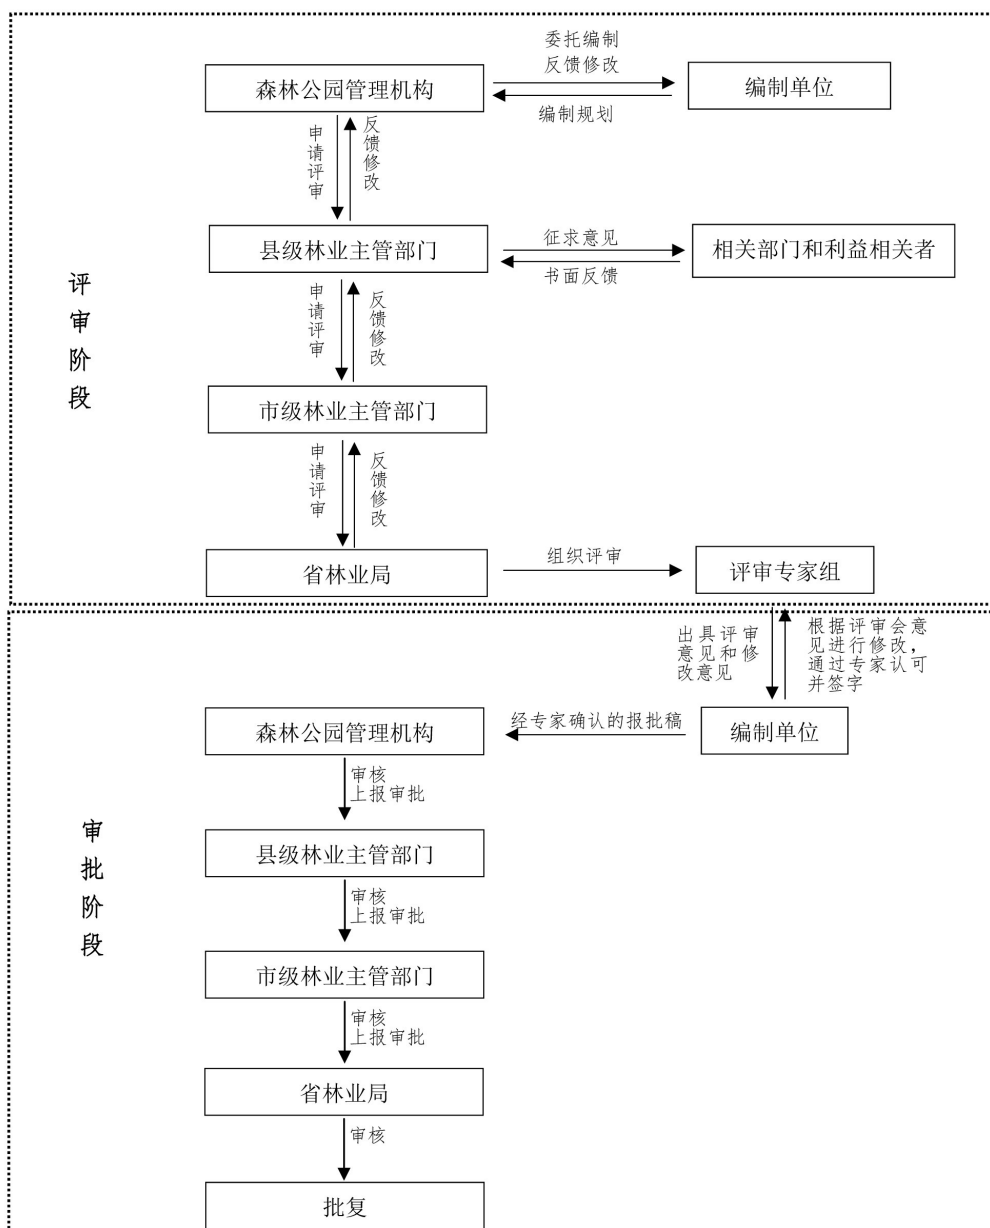 委托编制
反馈修改
森林公园管理机构
编制单位
编制规划
申请评审
反馈修改
县级林业主管部门
征求意见
相关部门和利益相关者
书面反馈
评审阶段
申请评审
反馈修改
市级林业主管部门
申请评审
反馈修改
省林业局
组织评审
评审专家组
出具评审
意见和修
改意见
根据评审会意
见进行修改，
通过专家认可
并签字
森林公园管理机构
经专家确认的报批稿
编制单位
审核
上报审批
审批阶段
县级林业主管部门
审核
上报审批
市级林业主管部门
审核
上报审批
省林业局
审核
批复